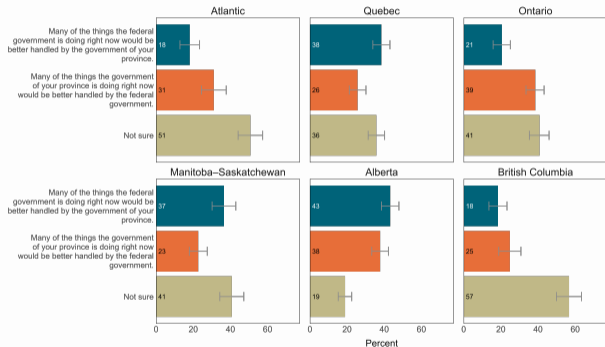 Atlantic Quebec Ontario
Many of the things the federal
government is doing right now would be
better handled by the government of your
province.
18 38 21
Many of the things the government
of your province is doing right now
would be better handled by the federal
government.
31 26 39
Not sure
51 36 41
Manitoba–Saskatchewan Alberta British Columbia
Many of the things the federal
government is doing right now would be
better handled by the government of your
province.
37 43 18
Many of the things the government
of your province is doing right now
would be better handled by the federal
government.
23 38 25
Not sure
41 19 57
0 20 40 60 0 20 40 60 0 20 40 60
Percent